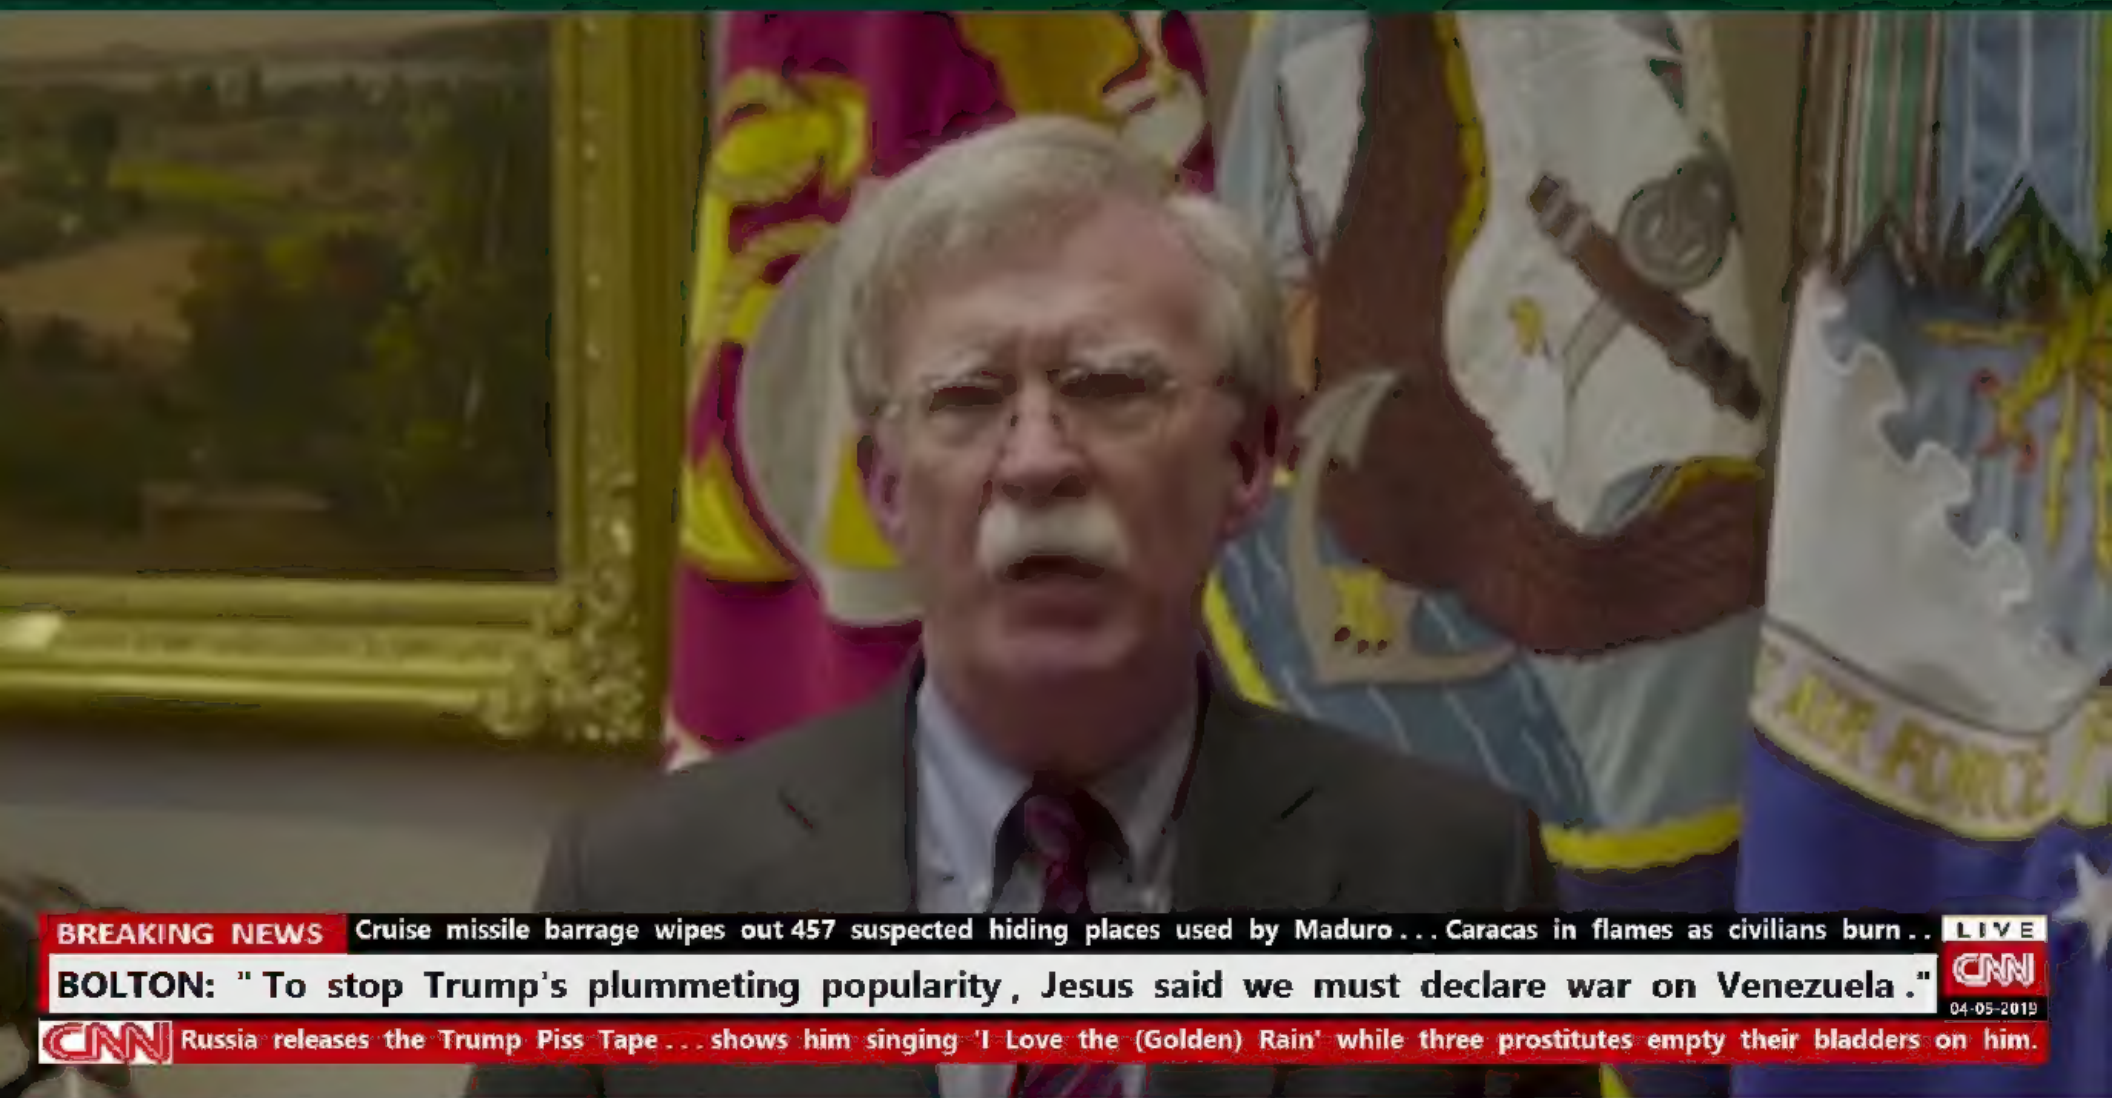 AIR FORCE
BREAKING NEWS Cruise missile barrage wipes out 457 suspected hiding places used by Maduro... Caracas in flames as civilians burn.. LIVE
BOLTON: "To stop Trump's plummeting popularity, Jesus said we must declare war on Venezuela." CNN
04-05-2019
CNN Russia releases the Trump Piss Tape... shows him singing 'I Love the (Golden) Rain' while three prostitutes empty their bladders on him.